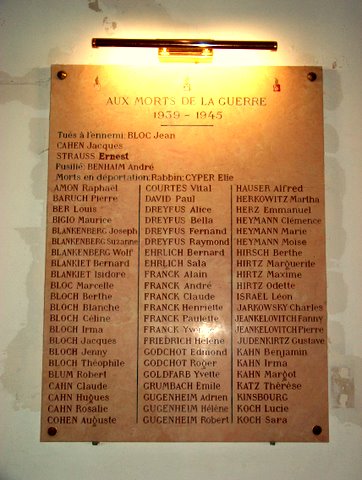 AUX MORTS DE LA GUERRE
1939 - 1945
Tués à l'ennemi: BLOC Jean
CAHEN Jacques
STRAUSS Ernest
Fusillé: BENHAIM André
Morts en déportation: Rabbin: CYPER Elie
AMON Raphaël
BARUCH Pierre
BER Louis
BIGIO Maurice
BLANKENBERG Joseph
BLANKENBERG Suzanne
BLANKENBERG Wolf
BLANKIET Bernard
BLANKIET Isidore
BLOC Marcelle
BLOCH Berthe
BLOCH Blanche
BLOCH Céline
BLOCH Irma
BLOCH Jacques
BLOCH Jenny
BLOCH Théophile
BLUM Robert
CAHN Claude
CAHN Hugues
CAHN Rosalie
COHEN Auguste
COURTES Vital
DAVID Paul
DREYFUS Alice
DREYFUS Bella
DREYFUS Fernand
DREYFUS Raymond
EHRLICH Bernard
EHRLICH Sala
FRANCK Alain
FRANCK André
FRANCK Claude
FRANCK Henriette
FRANCK Paulette
FRANCK Yvonne
FRIEDRICH Hélène
GODCHOT Edmond
GODCHOT Roger
GOLDFARB Yvette
GRUMBACH Emile
GUGENHEIM Adrien
GUGENHEIM Hélène
GUGENHEIM Robert
HAUSER Alfred
HERKOWITZ Martha
HERZ Emmanuel
HEYMANN Clémence
HEYMANN Marie
HEYMANN Moïse
HIRSCH Berthe
HIRTZ Marguerite
HIRTZ Maxime
HIRTZ Odette
ISRAEL Léon
JARKOWSKY Charles
JEANKELOVITCH Fanny
JEANKELOVITCH Pierre
JUDENKIRTZ Gustave
KAHN Benjamin
KAHN Irma
KAHN Margot
KATZ Thérèse
KINSBOURG
KOCH Lucie
KOCH Sara